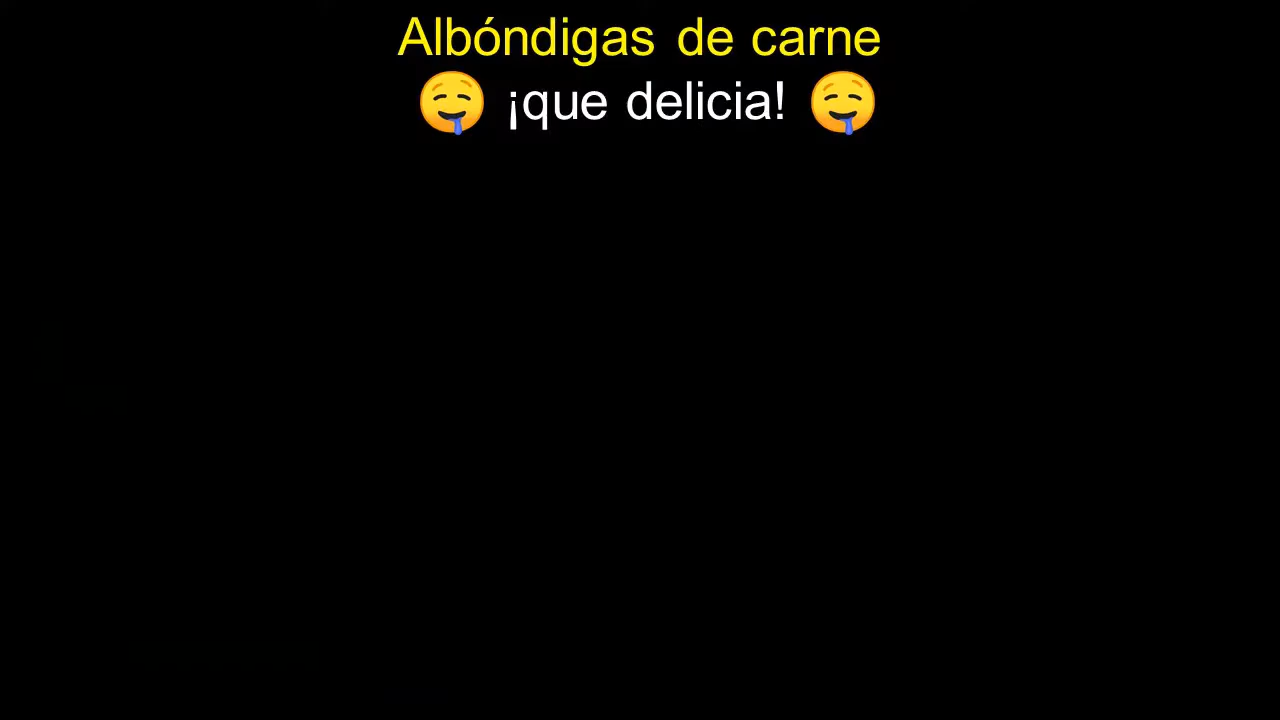 Albóndigas de carne
🤤 ¡que delicia! 🤤